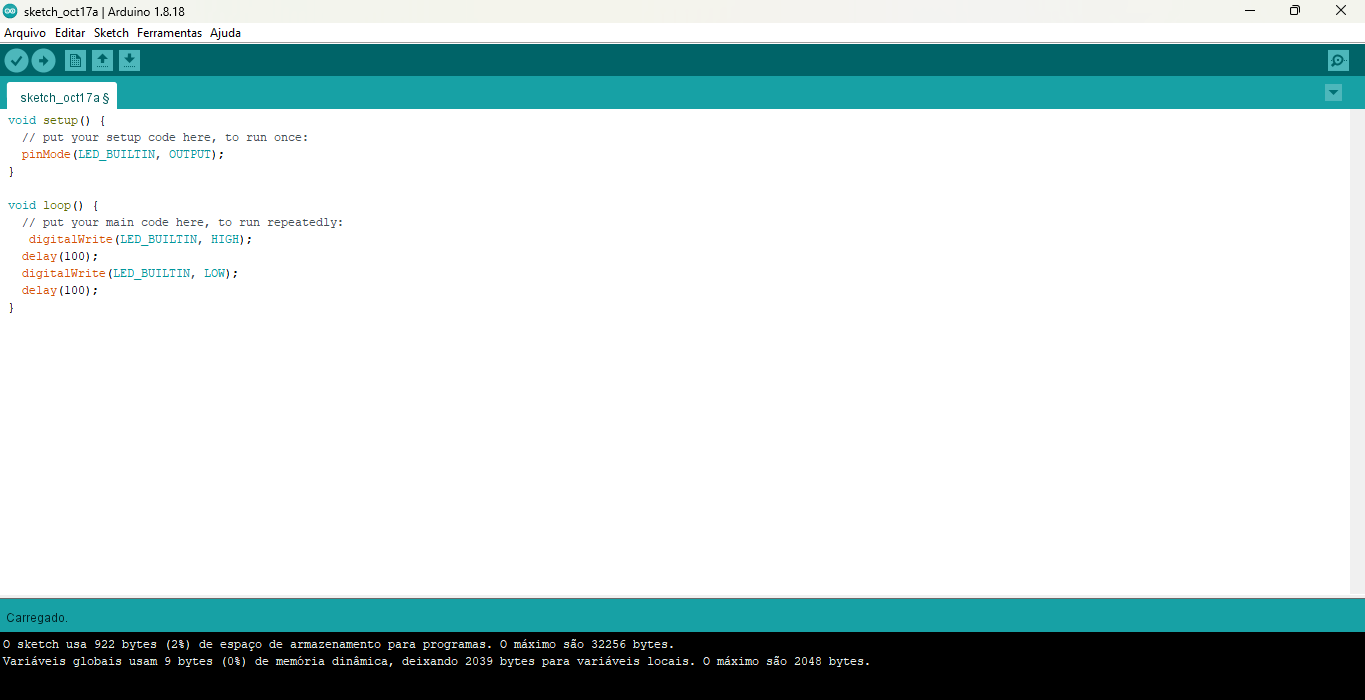 sketch_oct17a | Arduino 1.8.18
Arquivo Editar Sketch Ferramentas Ajuda
sketch_oct17a §
void setup() {
  // put your setup code here, to run once:
  pinMode(LED_BUILTIN, OUTPUT);
}

void loop() {
  // put your main code here, to run repeatedly:
   digitalWrite(LED_BUILTIN, HIGH);
  delay(100);
  digitalWrite(LED_BUILTIN, LOW);
  delay(100);
}
Carregado.
O sketch usa 922 bytes (2%) de espaço de armazenamento para programas. O máximo são 32256 bytes.
Variáveis globais usam 9 bytes (0%) de memória dinâmica, deixando 2039 bytes para variáveis locais. O máximo são 2048 bytes.